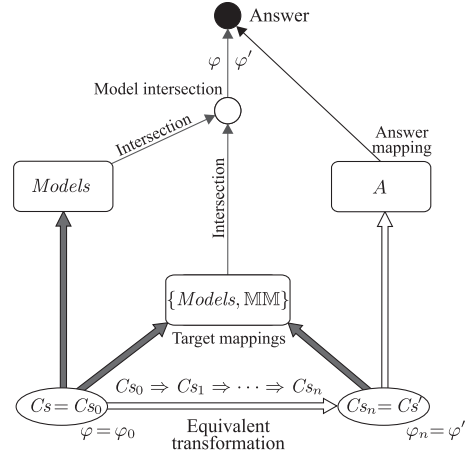 Answer
φ φ′
Model intersection
Intersection
Answer
mapping
Models
A
Intersection
{Models, 𝕄𝕄}
Target mappings
Cs₀ ⇒ Cs₁ ⇒ ⋯ ⇒ Csₙ
Cs = Cs₀
Csₙ = Cs′
φ = φ₀
Equivalent
transformation
φₙ = φ′